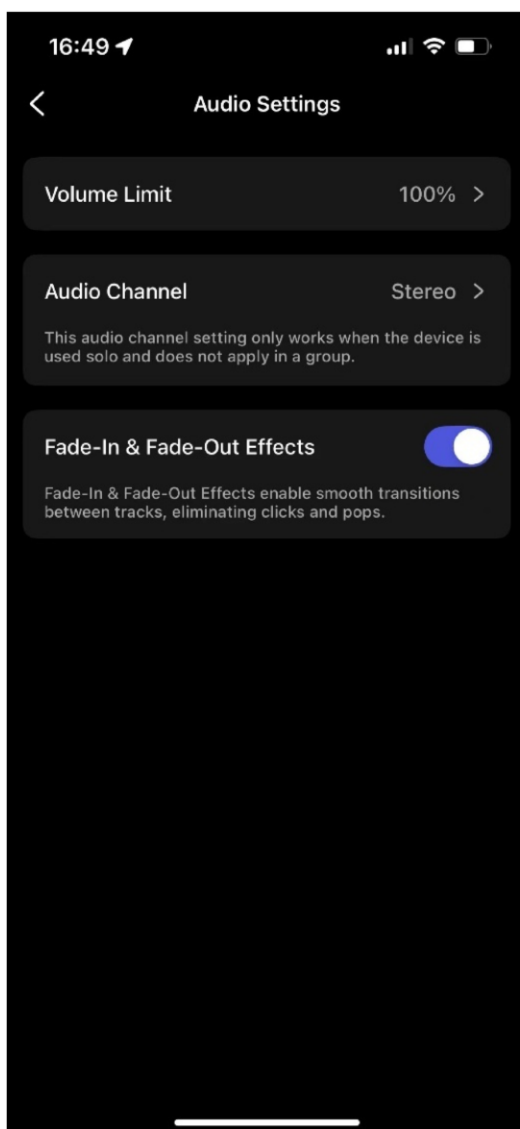 16:49
Audio Settings
Volume Limit 100%
Audio Channel Stereo
This audio channel setting only works when the device is
used solo and does not apply in a group.
Fade-In & Fade-Out Effects
Fade-In & Fade-Out Effects enable smooth transitions
between tracks, eliminating clicks and pops.